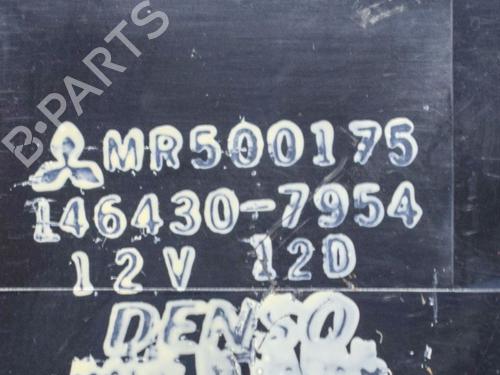 B-PARTS
MR500175
146430-7954
12V 12D
DENSO